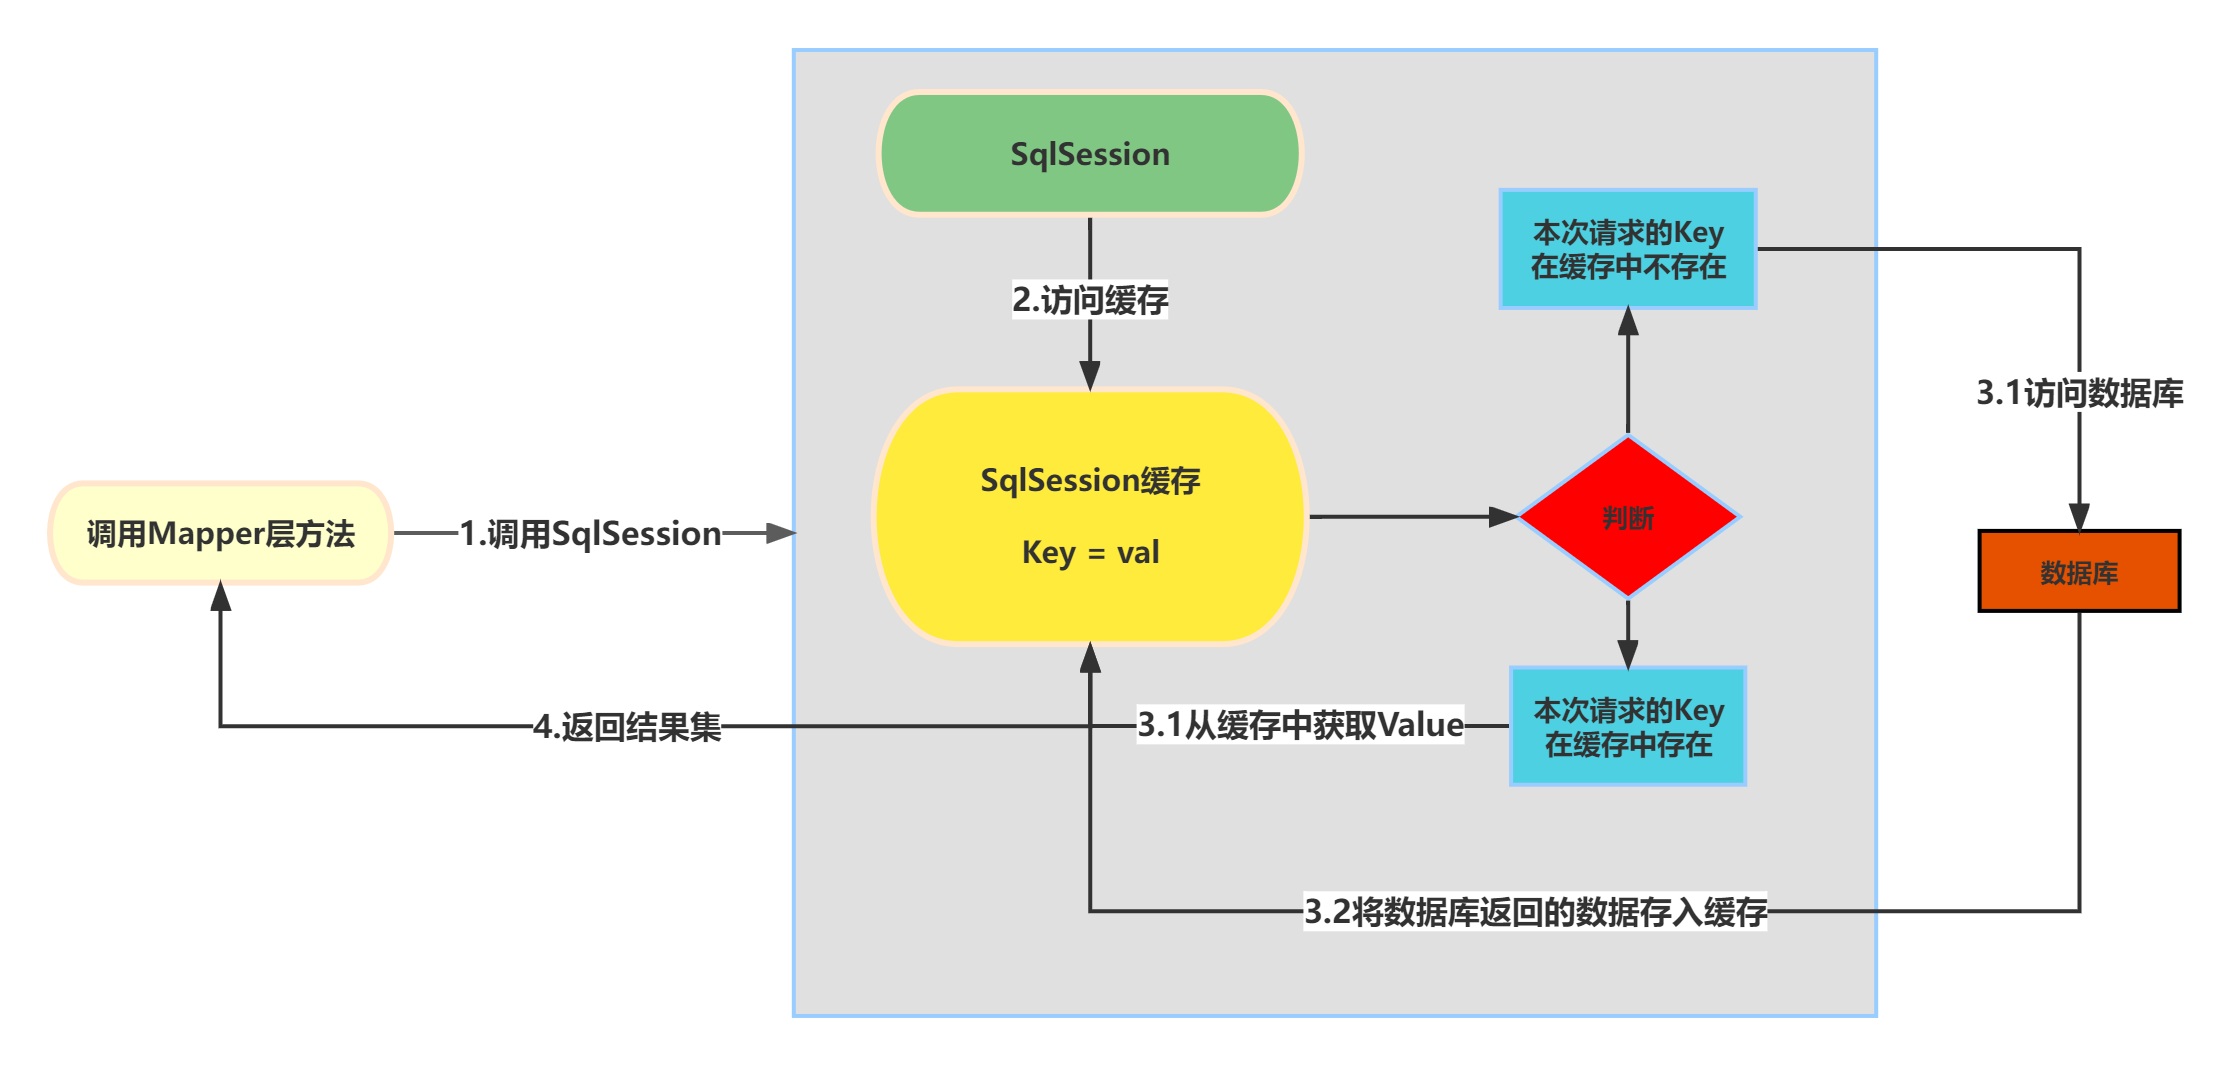 SqlSession
2.访问缓存
本次请求的Key
在缓存中不存在
3.1访问数据库
SqlSession缓存
Key = val
判断
调用Mapper层方法
1.调用SqlSession
数据库
4.返回结果集
3.1从缓存中获取Value
本次请求的Key
在缓存中存在
3.2将数据库返回的数据存入缓存